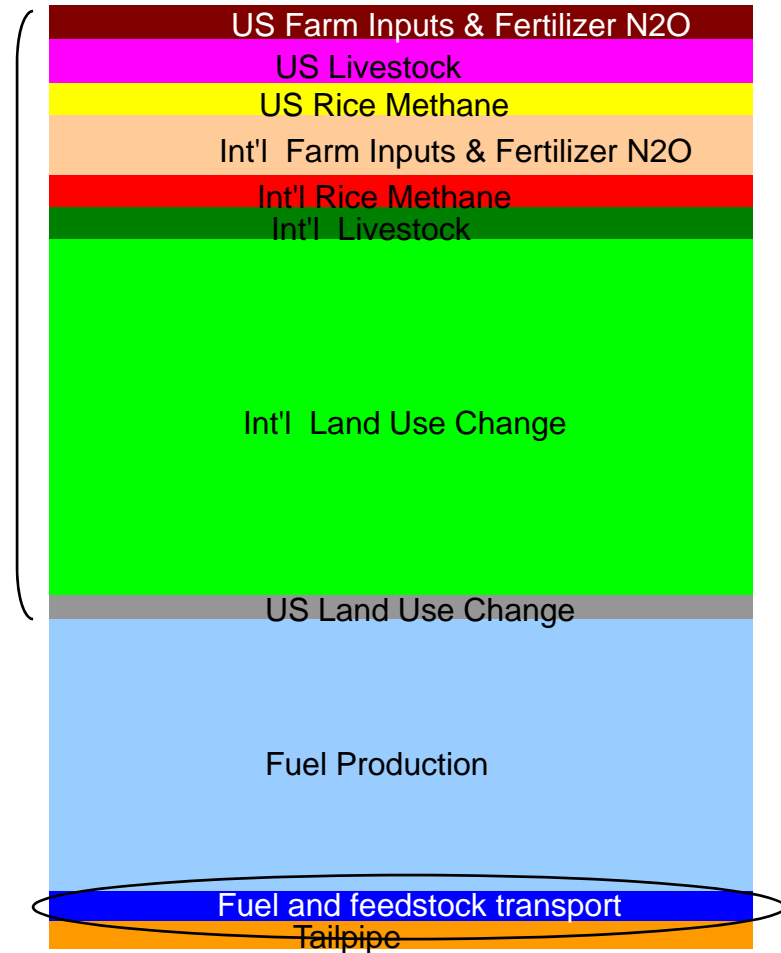 US Farm Inputs & Fertilizer N2O
US Livestock
US Rice Methane
Int'l Farm Inputs & Fertilizer N2O
Int'l Rice Methane
Int'l Livestock
Int'l Land Use Change
US Land Use Change
Fuel Production
Fuel and feedstock transport
Tailpipe